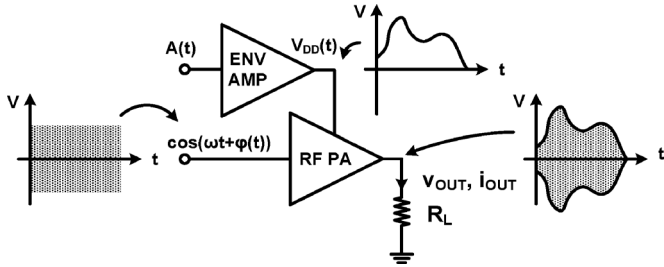 V
A(t)
V_DD(t)
ENV
AMP
t
V
t
cos(ωt+φ(t))
RF PA
V
t
v_OUT, i_OUT
R_L